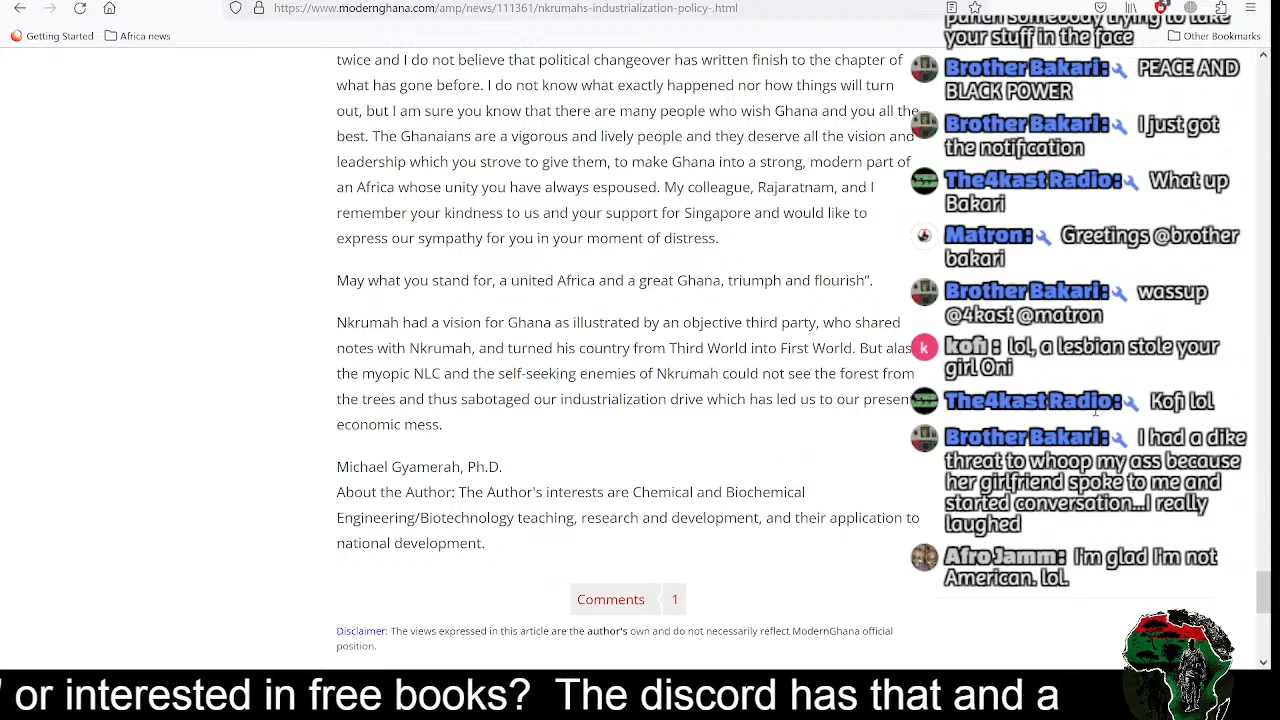 https://www.modernghana.com/amp/news/111361/nkrumahs-industrialization-policy-.html
Getting Started
Africa news
Other Bookmarks
twice and I do not believe that political changeover has written finish to the chapter of
what has gone before. I do not know what exactly happened nor how things will turn
out, but I am sure you know that there are many people who wish Ghana and you all the
best. The Ghanaians are a vigorous and lively people and they deserve all the vision and
leadership which you strove to give them, to make Ghana into a strong, modern part of
an Africa whose unity you have always espoused. My colleague, Rajaratnam, and I
remember your kindness to us and your support for Singapore and would like to
express our sympathy for you in your moment of distress.
May what you stand for, a united Africa and a great Ghana, triumph and flourish”.
Nkrumah had a vision for Ghana as illustrated by an objective third party, who shared
notes with Nkrumah, and turned his country from Third World into First World. But alas
the myopic NLC and the self-seeking enemies of Nkrumah could not see the forest from
the trees and thus sabotaged our industrialization drive which has led us to our present
economic mess.
Michael Gyamerah, Ph.D.
About the Author: The Author's interests are Chemical and Biochemical
Engineering/Biotechnology teaching, research and development, and their application to
national development.
Comments 1
Disclaimer: The views expressed in this article are the author's own and do not necessarily reflect ModernGhana official
position.
punch somebody trying to take
your stuff in the face
Brother Bakari: PEACE AND
BLACK POWER
Brother Bakari: I just got
the notification
The4kast Radio: What up
Bakari
Matron: Greetings @brother
bakari
Brother Bakari: wassup
@4kast @matron
k
kofi : lol, a lesbian stole your
girl Oni
The4kast Radio: Kofi lol
Brother Bakari: I had a dike
threat to whoop my ass because
her girlfriend spoke to me and
started conversation...I really
laughed
Afro Jamm: I'm glad I'm not
American. lol.
' or interested in free books? The discord has that and a